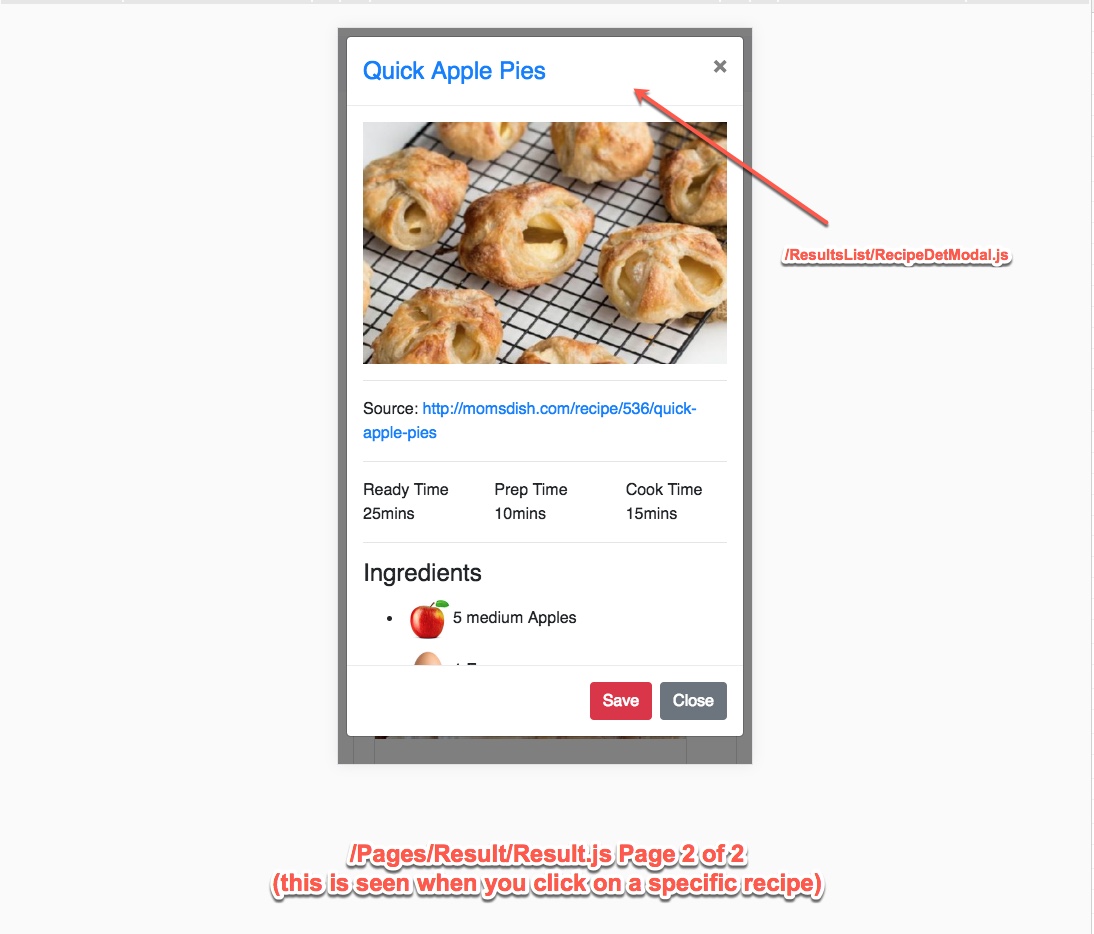 Quick Apple Pies
×
/ResultsList/RecipeDetModal.js
Source: http://momsdish.com/recipe/536/quick-
apple-pies
Ready Time Prep Time Cook Time
25mins 10mins 15mins
Ingredients
• 5 medium Apples
Save Close
/Pages/Result/Result.js Page 2 of 2
(this is seen when you click on a specific recipe)